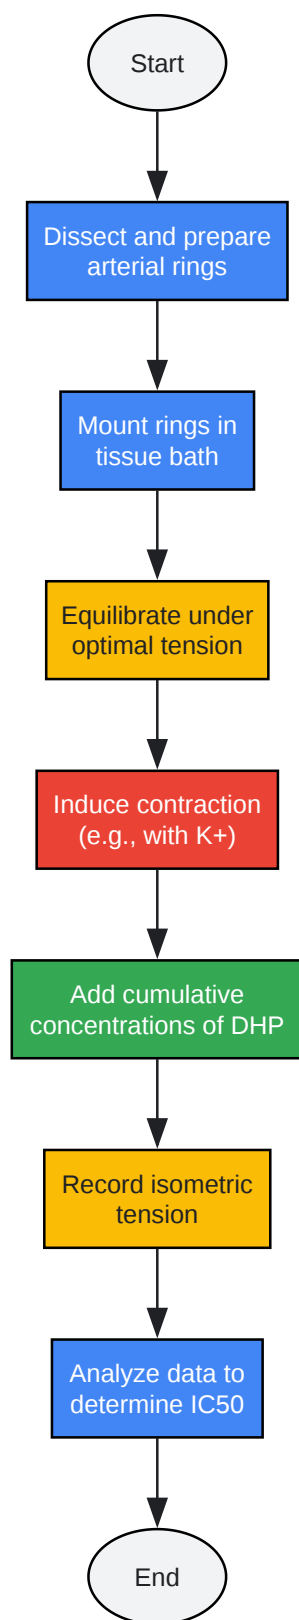 Start
Dissect and prepare
arterial rings
Mount rings in
tissue bath
Equilibrate under
optimal tension
Induce contraction
(e.g., with K+)
Add cumulative
concentrations of DHP
Record isometric
tension
Analyze data to
determine IC50
End